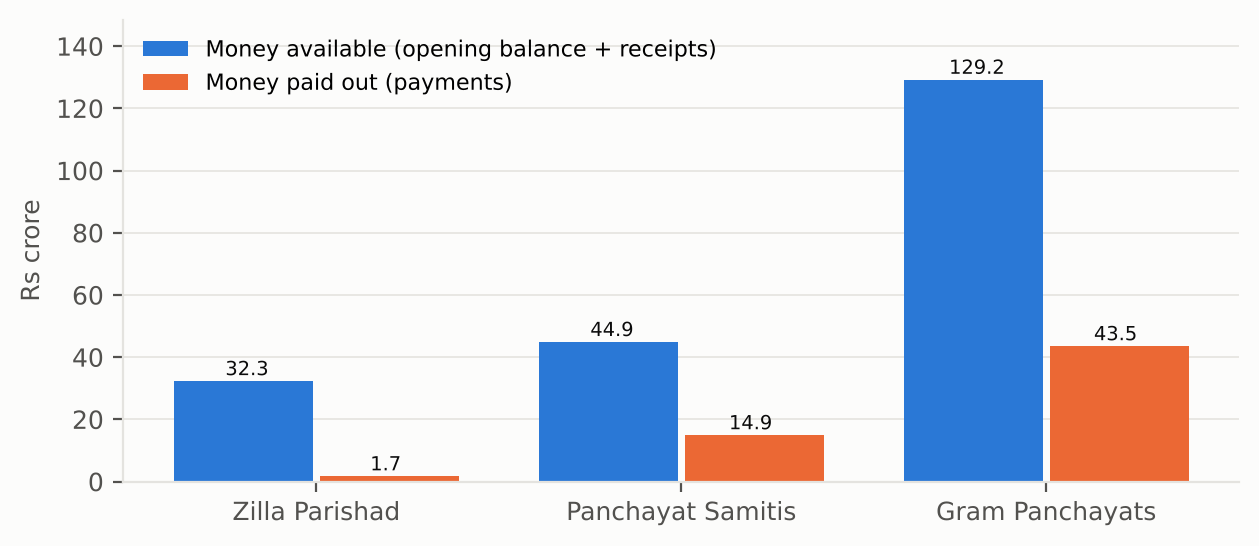 Money available (opening balance + receipts)
Money paid out (payments)
Rs crore
140
120
100
80
60
40
20
0
32.3
1.7
44.9
14.9
129.2
43.5
Zilla Parishad
Panchayat Samitis
Gram Panchayats